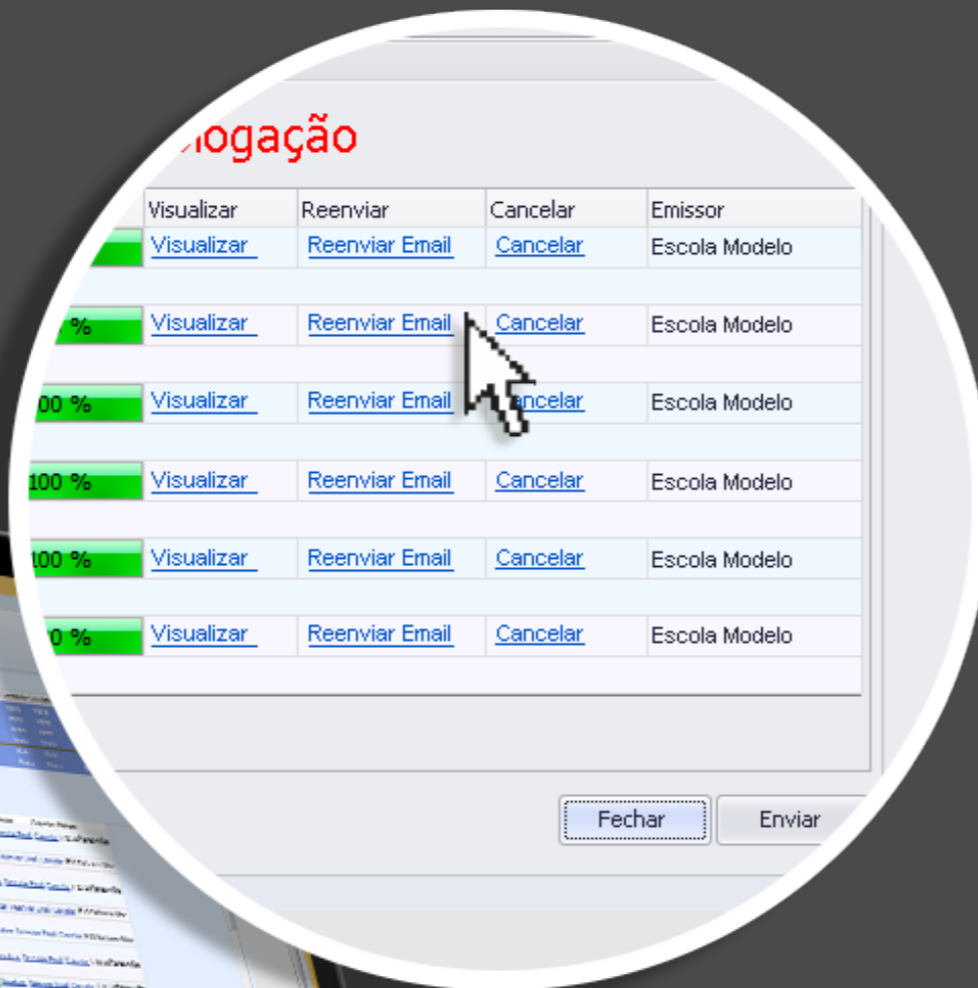 ogação
Visualizar Reenviar Cancelar Emissor
Visualizar Reenviar Email Cancelar Escola Modelo
% Visualizar Reenviar Email Cancelar Escola Modelo
00 % Visualizar Reenviar Email ancelar Escola Modelo
100 % Visualizar Reenviar Email Cancelar Escola Modelo
100 % Visualizar Reenviar Email Cancelar Escola Modelo
0 % Visualizar Reenviar Email Cancelar Escola Modelo
Fechar Enviar